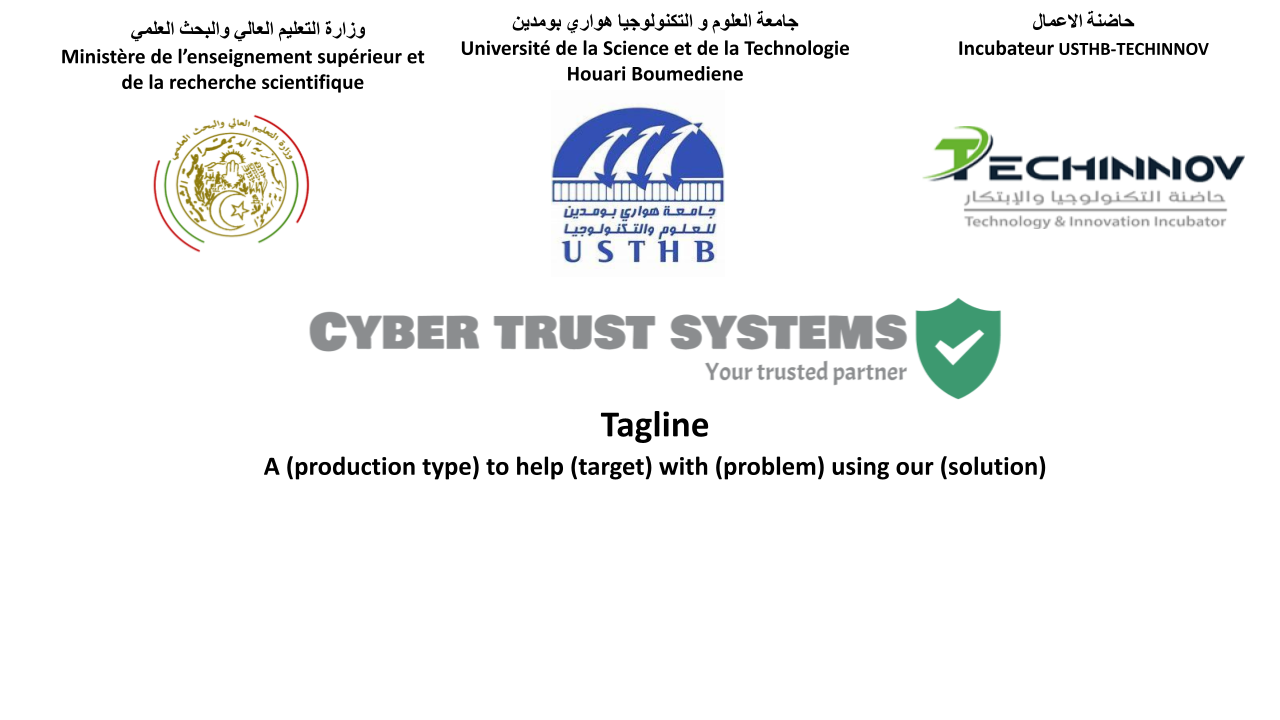 وزارة التعليم العالي والبحث العلمي
Ministère de l’enseignement supérieur et
de la recherche scientifique
جامعة العلوم و التكنولوجيا هواري بومدين
Université de la Science et de la Technologie
Houari Boumediene
حاضنة الاعمال
Incubateur USTHB-TECHINNOV
وزارة التعليم العالي والبحث العلمي
جامعة هواري بومدين
للعلوم والتكنولوجيا
USTHB
TECHINNOV
حاضنة التكنولوجيا والإبتكار
Technology & Innovation Incubator
CYBER TRUST SYSTEMS
Your trusted partner
Tagline
A (production type) to help (target) with (problem) using our (solution)